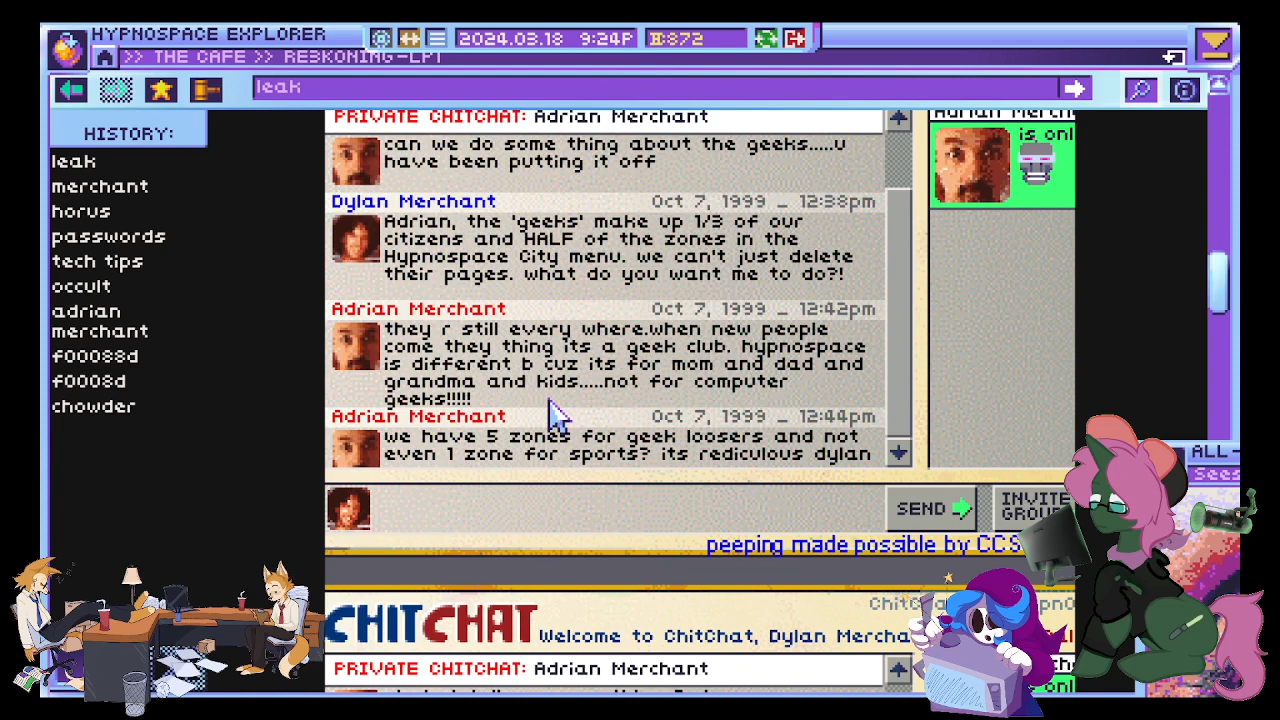 HYPNOSPACE EXPLORER
2024.03.18 9:24P
872
>> THE CAFE >> RE3KONING-LPT
leak
HISTORY:
leak
merchant
horus
passwords
tech tips
occult
adrian
merchant
f00088d
f0008d
chowder
PRIVATE CHITCHAT: Adrian Merchant
can we do some thing about the geeks.....u
have been putting it off
Dylan Merchant Oct 7, 1999 _ 12:38pm
Adrian, the 'geeks' make up 1/3 of our
citizens and HALF of the zones in the
Hypnospace City menu. we can't just delete
their pages. what do you want me to do?!
Adrian Merchant Oct 7, 1999 _ 12:42pm
they r still every where.when new people
come they thing its a geek club. hypnospace
is different b cuz its for mom and dad and
grandma and kids.....not for computer
geeks!!!!!
Adrian Merchant Oct 7, 1999 _ 12:44pm
we have 5 zones for geek loosers and not
even 1 zone for sports? its rediculous dylan
Adrian Merch
is onl
SEND
INVITE
GROU
peeping made possible by CCS
ALL-
Sees
CHITCHAT Welcome to ChitChat, Dylan Mercha
PRIVATE CHITCHAT: Adrian Merchant